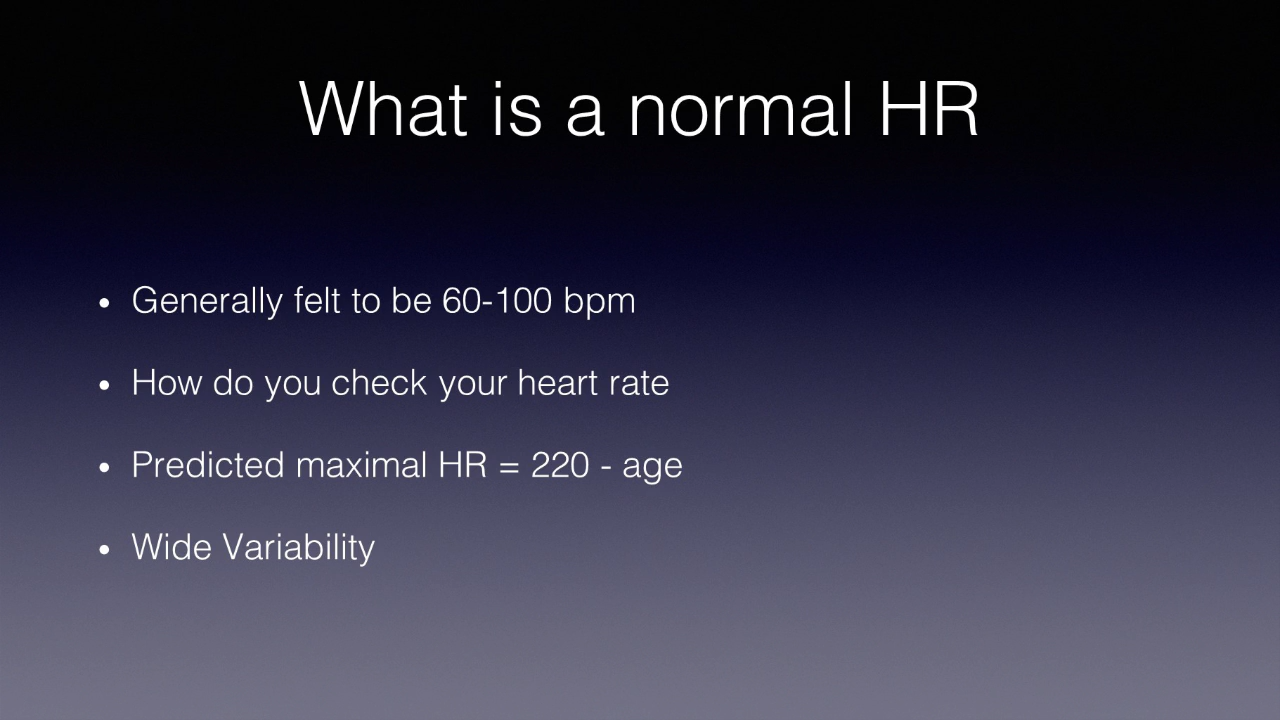 What is a normal HR
• Generally felt to be 60-100 bpm
• How do you check your heart rate
• Predicted maximal HR = 220 - age
• Wide Variability